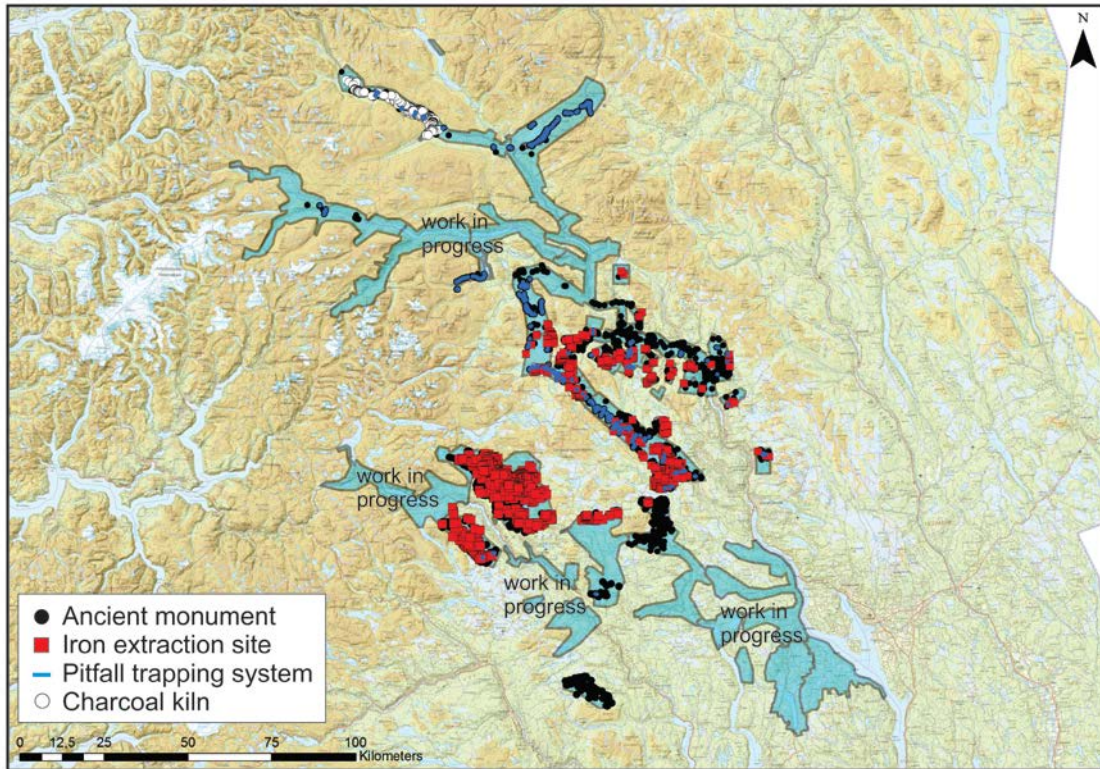 N
work in
progress
work in
progress
work in
progress
work in
progress
Ancient monument
Iron extraction site
Pitfall trapping system
Charcoal kiln
0 12,5 25 50 75 100
Kilometers